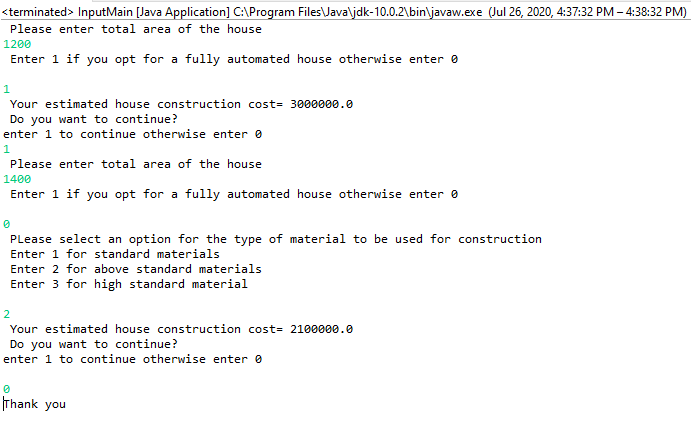 <terminated> InputMain [Java Application] C:\Program Files\Java\jdk-10.0.2\bin\javaw.exe (Jul 26, 2020, 4:37:32 PM – 4:38:32 PM)
Please enter total area of the house
1200
Enter 1 if you opt for a fully automated house otherwise enter 0
1
Your estimated house construction cost= 3000000.0
Do you want to continue?
enter 1 to continue otherwise enter 0
1
Please enter total area of the house
1400
Enter 1 if you opt for a fully automated house otherwise enter 0
0
PLease select an option for the type of material to be used for construction
Enter 1 for standard materials
Enter 2 for above standard materials
Enter 3 for high standard material
2
Your estimated house construction cost= 2100000.0
Do you want to continue?
enter 1 to continue otherwise enter 0
0
Thank you